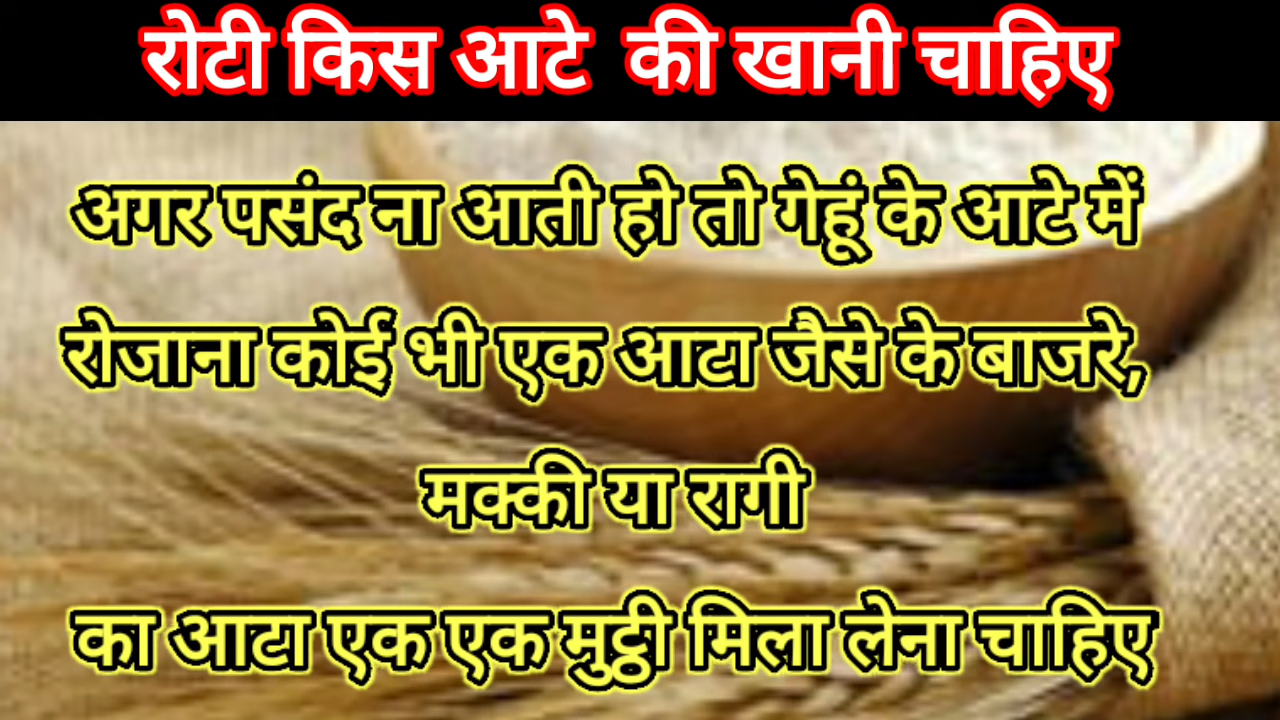 रोटी किस आटे की खानी चाहिए
अगर पसंद ना आती हो तो गेहूं के आटे में
रोजाना कोई भी एक आटा जैसे के बाजरे,
मक्की या रागी
का आटा एक एक मुट्ठी मिला लेना चाहिए